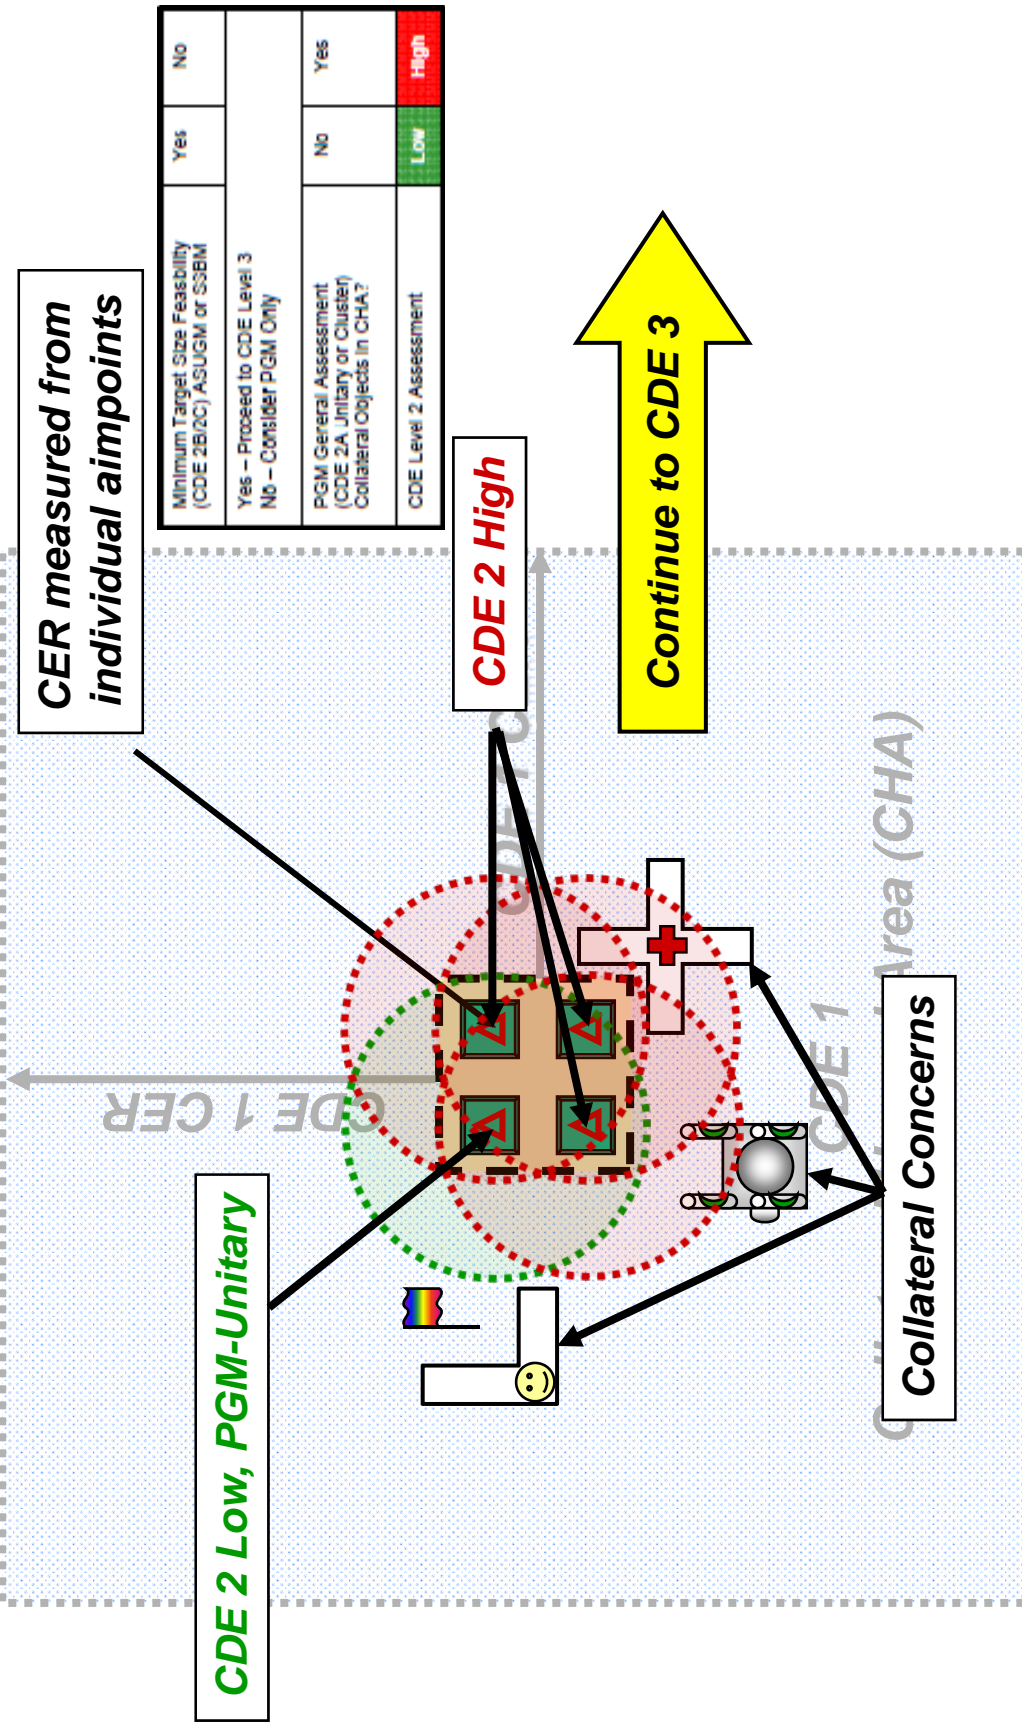 CER measured from
individual aimpoints
Minimum Target Size Feasibility
(CDE 2B/2C) ASUGM or SSBM
Yes
No
Yes – Proceed to CDE Level 3
No – Consider PGM Only
PGM General Assessment
(CDE 2A Unitary or Cluster)
Collateral Objects in CHA?
No
Yes
CDE Level 2 Assessment
Low
High
CDE 2 Low, PGM-Unitary
CDE 2 High
Continue to CDE 3
CDE 1 CER
CDE 1 C
CDE 1
Area (CHA)
Collateral Concerns